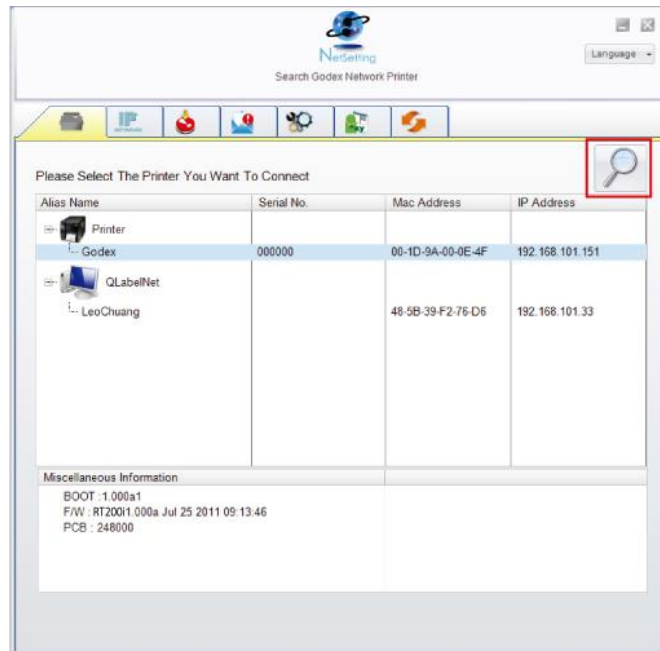 NetSetting
Language
Search Godex Network Printer
IP
Please Select The Printer You Want To Connect
Alias Name Serial No. Mac Address IP Address
Printer
Godex 000000 00-1D-9A-00-0E-4F 192.168.101.151
QLabelNet
LeoChuang 48-5B-39-F2-76-D6 192.168.101.33
Miscellaneous Information
BOOT :1.000a1
F/W : RT200i1.000a Jul 25 2011 09:13:46
PCB : 248000